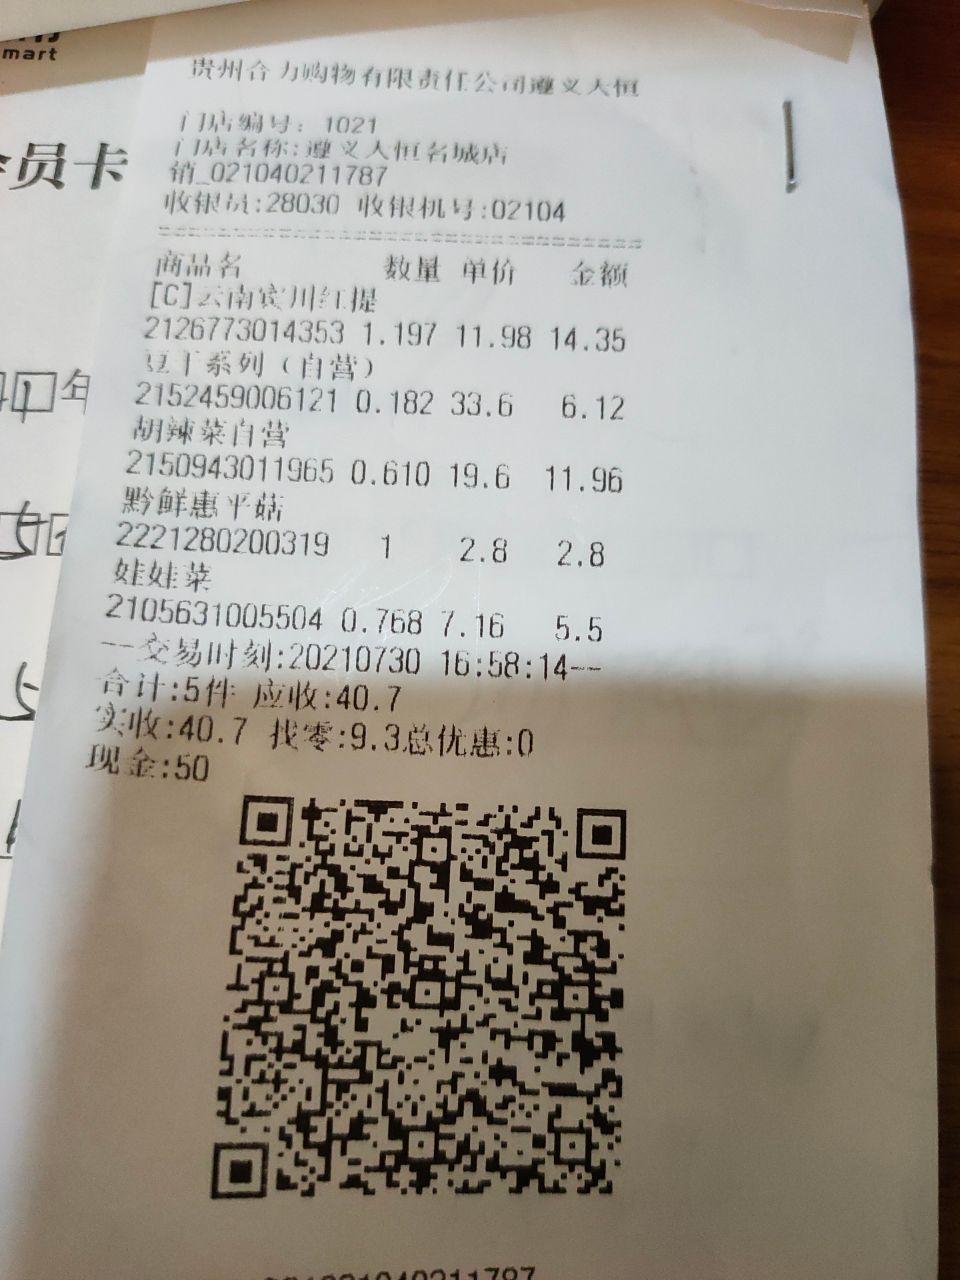 mart
员卡
年
贵州合力购物有限责任公司遵义大恒
门店编号: 1021
门店名称:遵义大恒名城店
销_021040211787
收银员:28030 收银机号:02104
商品名 数量 单价 金额
[C]云南宾川红提
2126773014353 1.197 11.98 14.35
豆干系列（自营）
2152459006121 0.182 33.6 6.12
胡辣菜自营
2150943011965 0.610 19.6 11.96
黔鲜惠平菇
2221280200319 1 2.8 2.8
娃娃菜
2105631005504 0.768 7.16 5.5
--交易时刻:20210730 16:58:14--
合计:5件 应收:40.7
实收:40.7 找零:9.3总优惠:0
现金:50